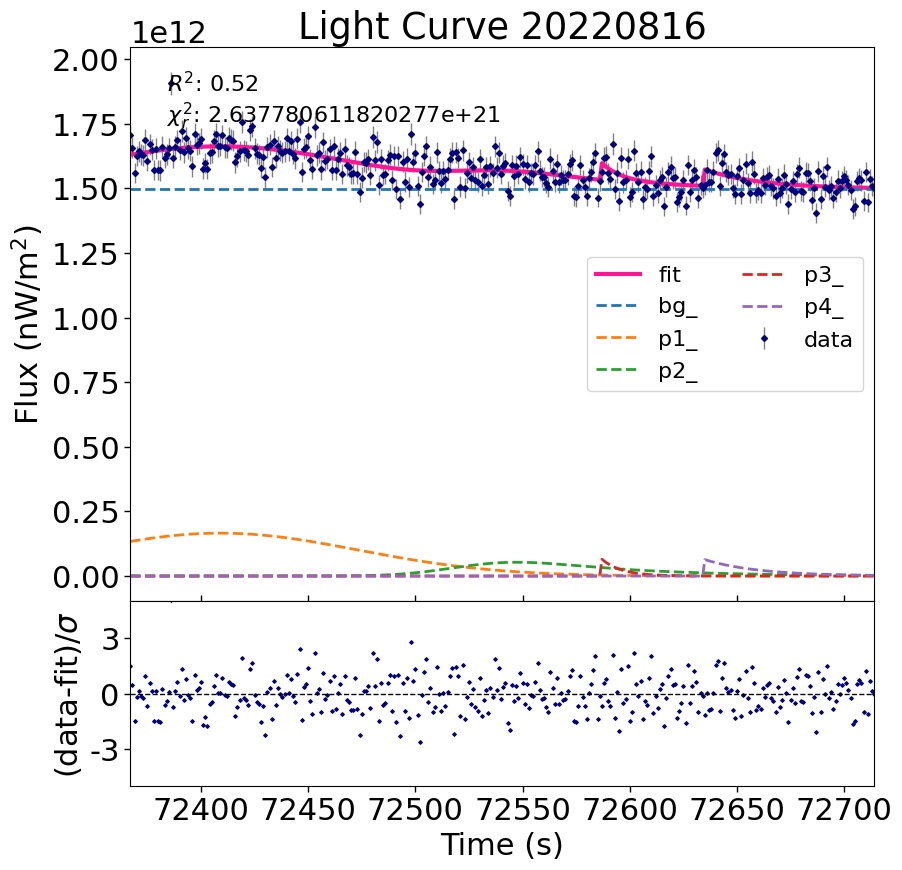 Light Curve 20220816
1e12
R²: 0.52
χ²ᵣ: 2.6377806118202​77e+21
2.00
1.75
1.50
1.25
1.00
0.75
0.50
0.25
0.00
Flux (nW/m²)
fit
bg_
p1_
p2_
p3_
p4_
data
3
0
-3
(data-fit)/σ
72400 72450 72500 72550 72600 72650 72700
Time (s)